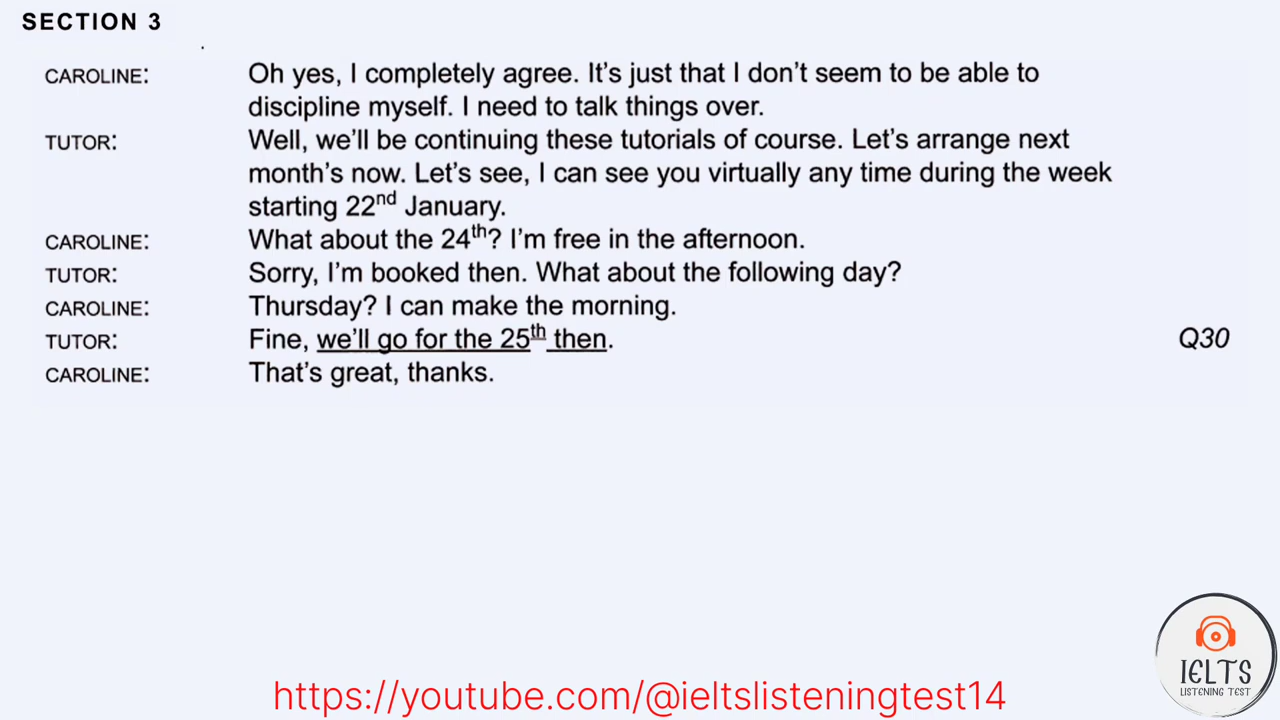 SECTION 3
CAROLINE: Oh yes, I completely agree. It's just that I don't seem to be able to
discipline myself. I need to talk things over.
TUTOR: Well, we'll be continuing these tutorials of course. Let's arrange next
month's now. Let's see, I can see you virtually any time during the week
starting 22nd January.
CAROLINE: What about the 24th? I'm free in the afternoon.
TUTOR: Sorry, I'm booked then. What about the following day?
CAROLINE: Thursday? I can make the morning.
TUTOR: Fine, we'll go for the 25th then. Q30
CAROLINE: That's great, thanks.
IELTS
LISTENING TEST
https://youtube.com/@ieltslisteningtest14